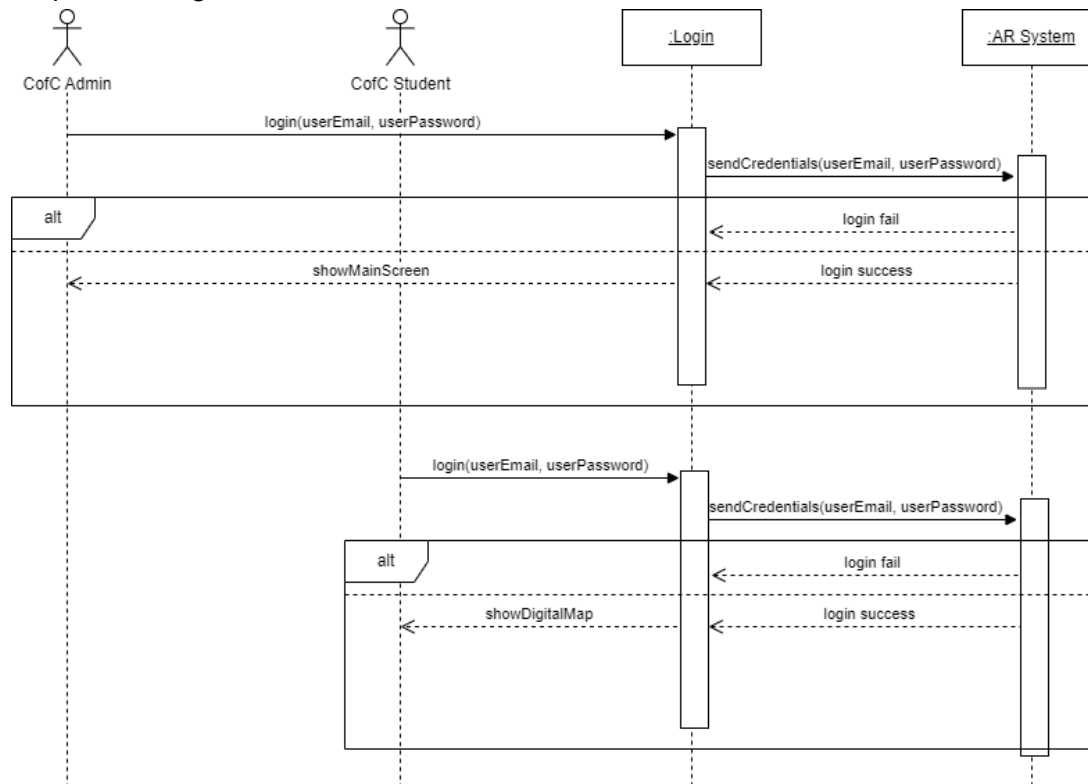 :Login
:AR System
CofC Admin
CofC Student
login(userEmail, userPassword)
sendCredentials(userEmail, userPassword)
alt
login fail
showMainScreen
login success
login(userEmail, userPassword)
sendCredentials(userEmail, userPassword)
alt
login fail
showDigitalMap
login success